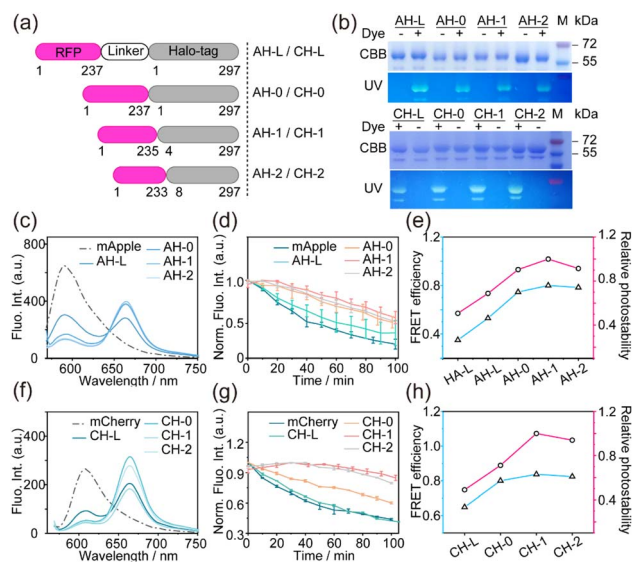 (a)
RFP Linker Halo-tag AH-L / CH-L
1 237 1 297
AH-0 / CH-0
1 237 1 297
AH-1 / CH-1
1 235 4 297
AH-2 / CH-2
1 233 8 297
(b)
AH-L AH-0 AH-1 AH-2 M kDa
Dye - + - + - + - +
CBB
72
55
UV
CH-L CH-0 CH-1 CH-2 M kDa
Dye + - + - + - + -
CBB
72
55
UV
(c)
Fluo. Int. (a.u.)
800
400
0
mApple AH-0
AH-L AH-1
AH-2
600 650 700 750
Wavelength / nm
(d)
Norm. Fluo. Int. (a.u.)
1.0
0.5
0
mApple AH-0
AH-L AH-1
AH-2
0 20 40 60 80 100
Time / min
(e)
FRET efficiency
1.2
0.8
0.4
Relative photostability
1.2
0.9
0.4
HA-L AH-L AH-0 AH-1 AH-2
(f)
Fluo. Int. (a.u.)
500
250
0
mCherry CH-0
CH-L CH-1
CH-2
600 650 700 750
Wavelength / nm
(g)
Norm. Fluo. Int. (a.u.)
1.3
0.9
0.6
0.3
mCherry CH-0
CH-L CH-1
CH-2
0 20 40 60 80 100
Time / min
(h)
FRET efficiency
1.2
1.0
0.8
0.6
Relative photostability
1.2
0.9
0.4
CH-L CH-0 CH-1 CH-2